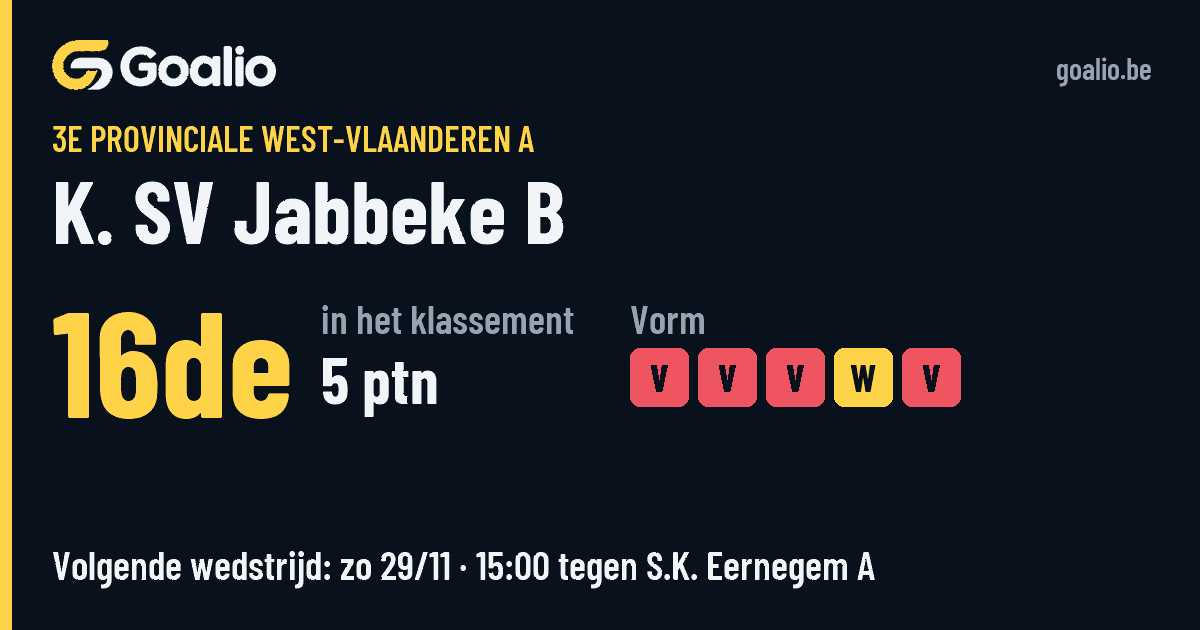 Goalio
goalio.be
3E PROVINCIALE WEST-VLAANDEREN A
K. SV Jabbeke B
16de
in het klassement
5 ptn
Vorm
V V V W V
Volgende wedstrijd: zo 29/11 · 15:00 tegen S.K. Eernegem A